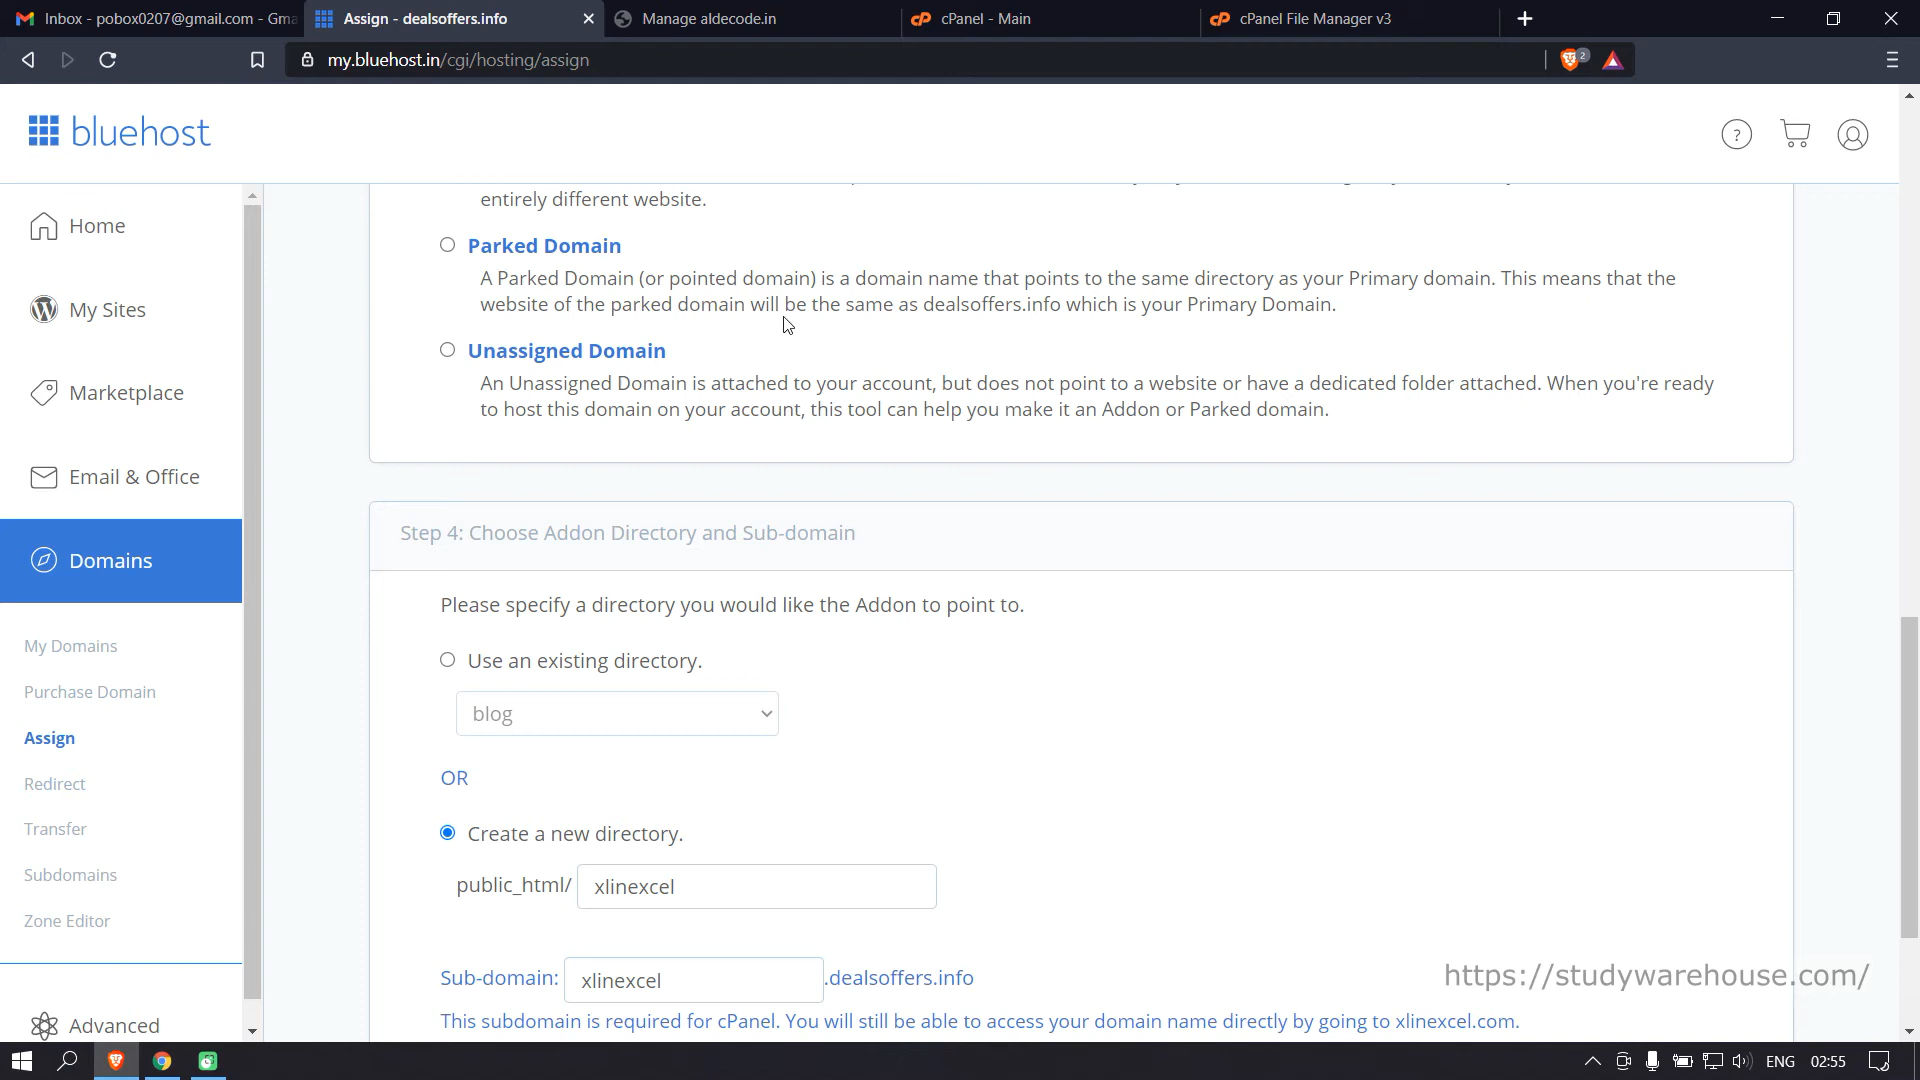 Inbox - pobox0207@gmail.com - Gma
Assign - dealsoffers.info
Manage aldecode.in
cPanel - Main
cPanel File Manager v3
my.bluehost.in/cgi/hosting/assign
2
bluehost
?
Home
My Sites
Marketplace
Email & Office
Domains
My Domains
Purchase Domain
Assign
Redirect
Transfer
Subdomains
Zone Editor
Advanced
entirely different website.
Parked Domain
A Parked Domain (or pointed domain) is a domain name that points to the same directory as your Primary domain. This means that the
website of the parked domain will be the same as dealsoffers.info which is your Primary Domain.
Unassigned Domain
An Unassigned Domain is attached to your account, but does not point to a website or have a dedicated folder attached. When you're ready
to host this domain on your account, this tool can help you make it an Addon or Parked domain.
Step 4: Choose Addon Directory and Sub-domain
Please specify a directory you would like the Addon to point to.
Use an existing directory.
blog
OR
Create a new directory.
public_html/ xlinexcel
Sub-domain: xlinexcel .dealsoffers.info
This subdomain is required for cPanel. You will still be able to access your domain name directly by going to xlinexcel.com.
https://studywarehouse.com/
ENG 02:55